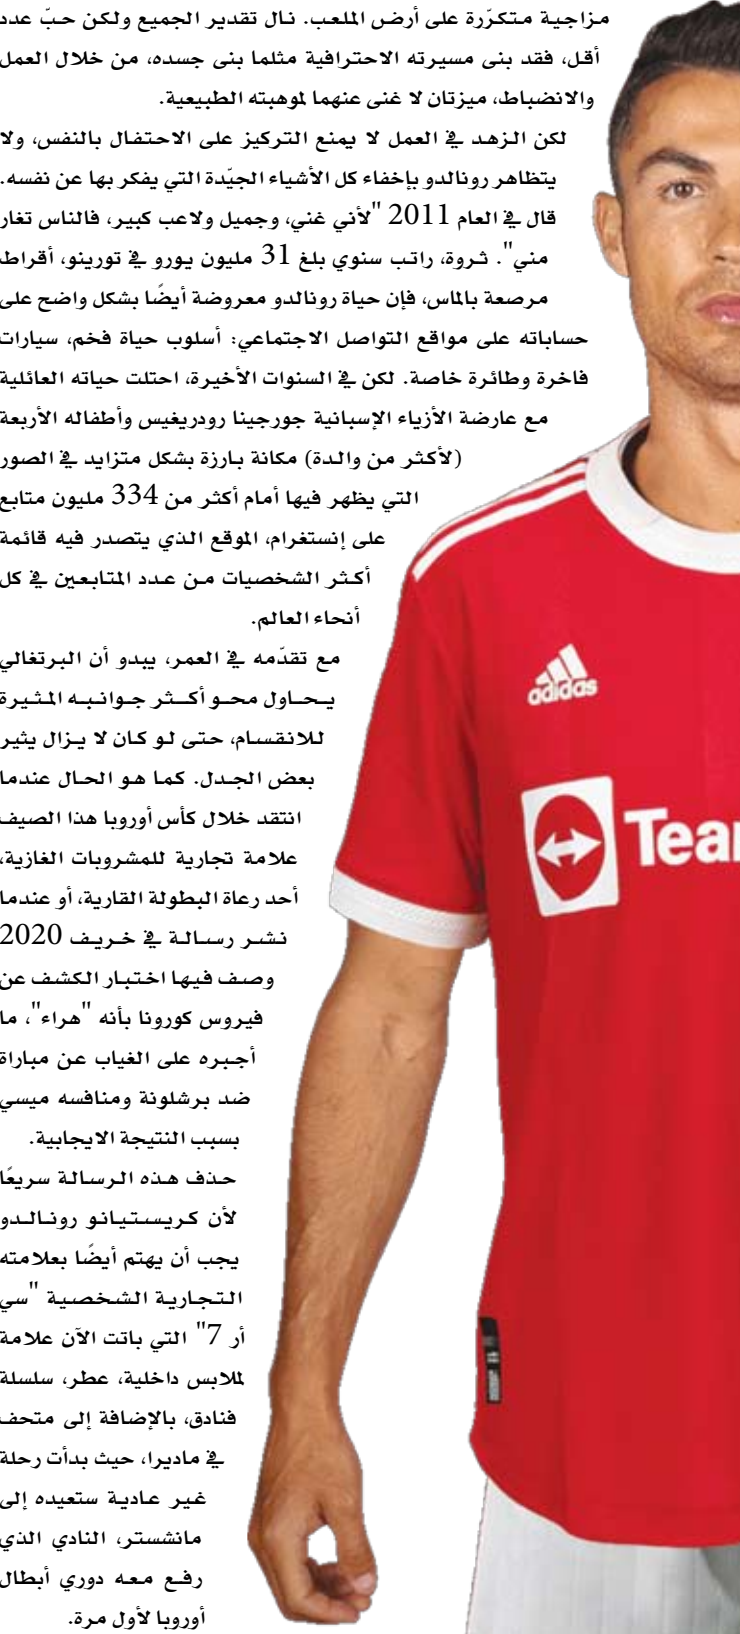 مزاجية متكرّرة على أرض الملعب. نال تقدير الجميع ولكن حبّ عدد
أقل، فقد بنى مسيرته الاحترافية مثلما بنى جسده، من خلال العمل
والانضباط، ميزتان لا غنى عنهما لموهبته الطبيعية.
لكن الزهد في العمل لا يمنع التركيز على الاحتفال بالنفس، ولا
يتظاهر رونالدو بإخفاء كل الأشياء الجيّدة التي يفكر بها عن نفسه.
قال في العام 2011 "لأني غني، وجميل ولاعب كبير، فالناس تغار
مني". ثروة، راتب سنوي بلغ 31 مليون يورو في تورينو، أقراط
مرصعة بالماس، فإن حياة رونالدو معروضة أيضًا بشكل واضح على
حساباته على مواقع التواصل الاجتماعي: أسلوب حياة فخم، سيارات
فاخرة وطائرة خاصة. لكن في السنوات الأخيرة، احتلت حياته العائلية
مع عارضة الأزياء الإسبانية جورجينا رودريغيس وأطفاله الأربعة
(لأكثر من والدة) مكانة بارزة بشكل متزايد في الصور
التي يظهر فيها أمام أكثر من 334 مليون متابع
على إنستغرام، الموقع الذي يتصدر فيه قائمة
أكثر الشخصيات من عدد المتابعين في كل
أنحاء العالم.
مع تقدّمه في العمر، يبدو أن البرتغالي
يحاول محو أكثر جوانبه المثيرة
للانقسام، حتى لو كان لا يزال يثير
بعض الجدل. كما هو الحال عندما
انتقد خلال كأس أوروبا هذا الصيف
علامة تجارية للمشروبات الغازية،
أحد رعاة البطولة القارية، أو عندما
نشر رسالة في خريف 2020
وصف فيها اختبار الكشف عن
فيروس كورونا بأنه "هراء"، ما
أجبره على الغياب عن مباراة
ضد برشلونة ومنافسه ميسي
بسبب النتيجة الايجابية.
حذف هذه الرسالة سريعًا
لأن كريستيانو رونالدو
يجب أن يهتم أيضًا بعلامته
التجارية الشخصية "سي
أر 7" التي باتت الآن علامة
لملابس داخلية، عطر، سلسلة
فنادق، بالإضافة إلى متحف
في ماديرا، حيث بدأت رحلة
غير عادية ستعيده إلى
مانشستر، النادي الذي
رفع معه دوري أبطال
أوروبا لأول مرة.
adidas
Tea